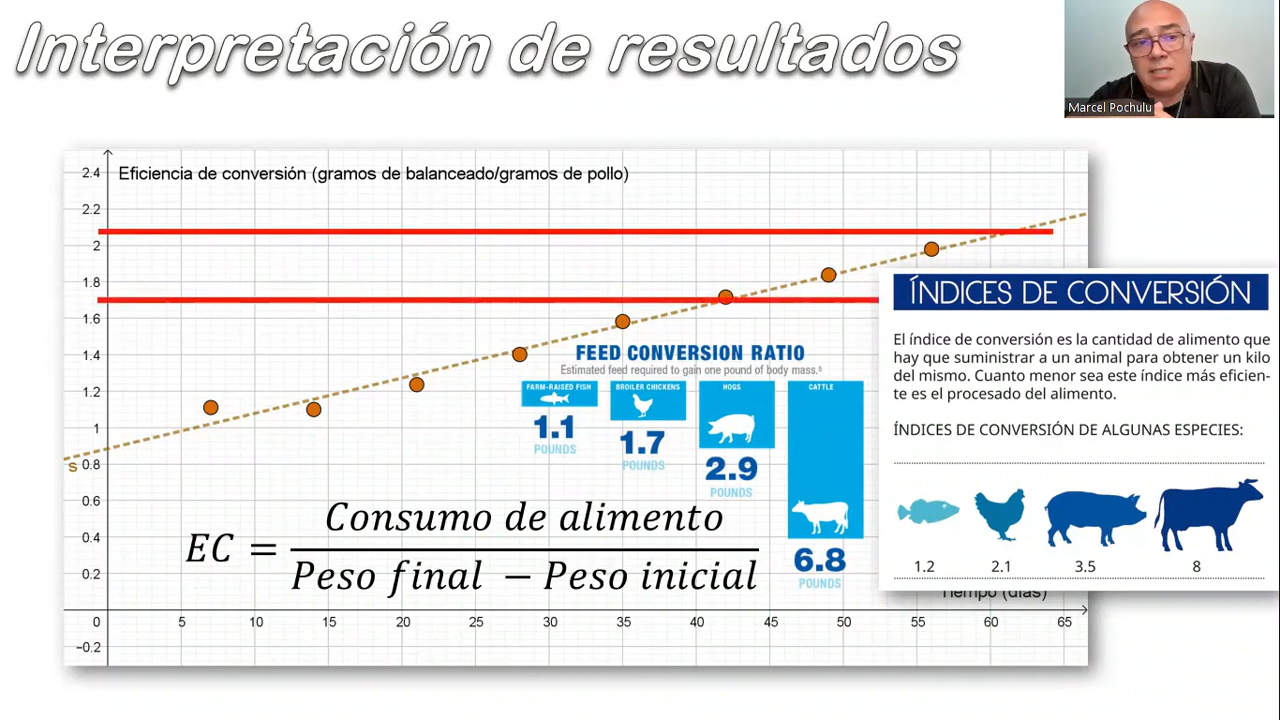 Interpretación de resultados
Marcel Pochulu
Eficiencia de conversión (gramos de balanceado/gramos de pollo)
2.4
2.2
2
1.8
1.6
1.4
1.2
1
0.8
0.6
0.4
0.2
0
−0.2
5
10
15
20
25
30
35
40
45
50
55
60
65
s
Tiempo (días)
FEED CONVERSION RATIO
Estimated feed required to gain one pound of body mass.⁵
FARM-RAISED FISH
1.1
POUNDS
BROILER CHICKENS
1.7
POUNDS
HOGS
2.9
POUNDS
CATTLE
6.8
POUNDS
EC = Consumo de alimento / Peso final − Peso inicial
ÍNDICES DE CONVERSIÓN
El índice de conversión es la cantidad de alimento que
hay que suministrar a un animal para obtener un kilo
del mismo. Cuanto menor sea este índice más eficien-
te es el procesado del alimento.
ÍNDICES DE CONVERSIÓN DE ALGUNAS ESPECIES:
1.2
2.1
3.5
8